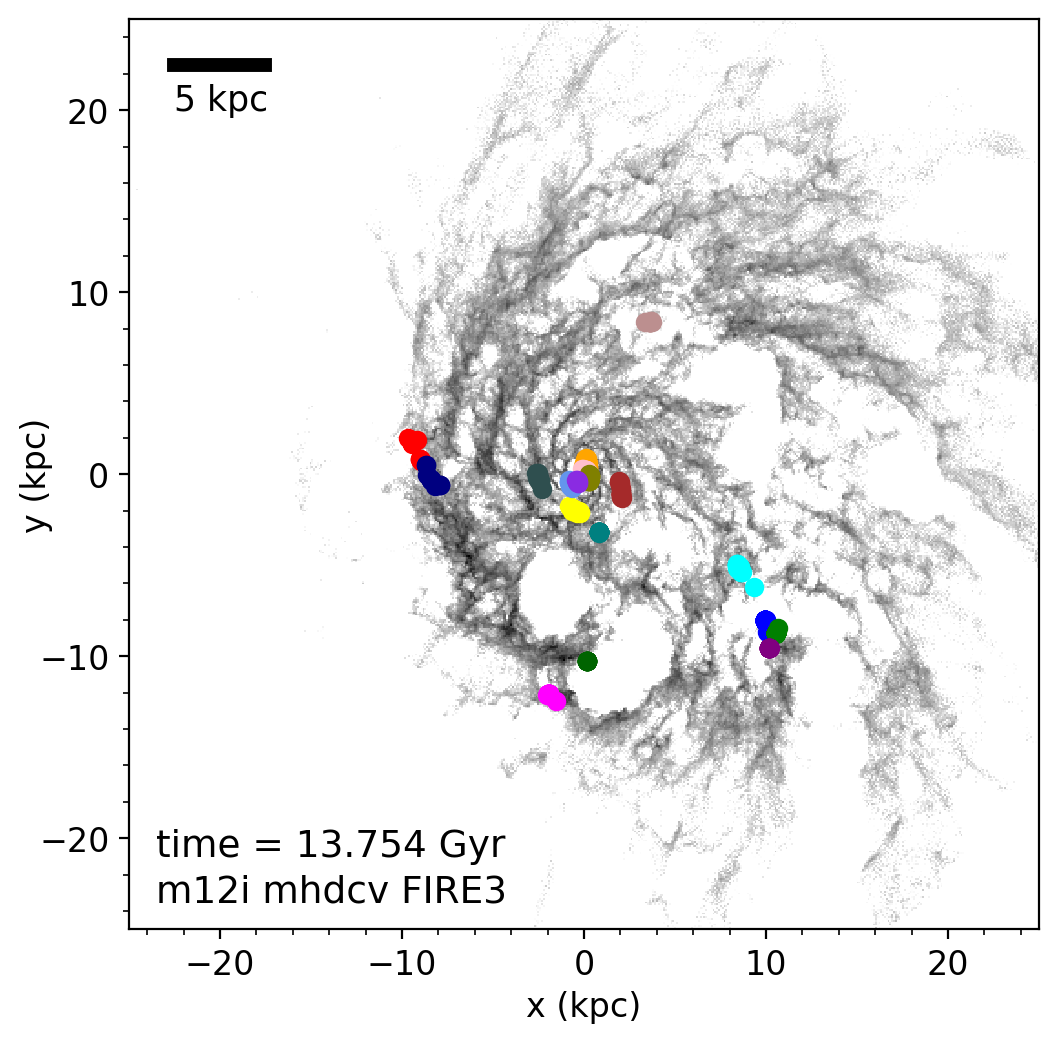 5 kpc
20
10
0
−10
−20
y (kpc)
time = 13.754 Gyr
m12i mhdcv FIRE3
−20 −10 0 10 20
x (kpc)